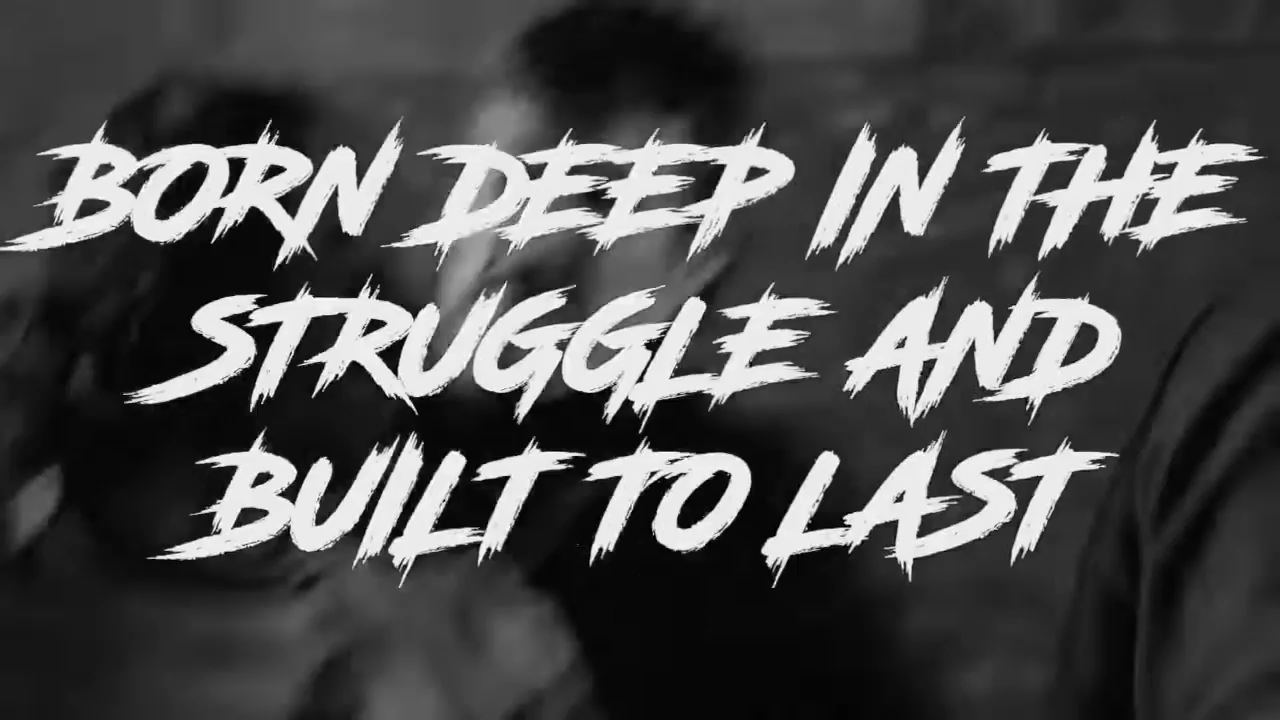 BORN DEEP IN THE
STRUGGLE AND
BUILT TO LAST